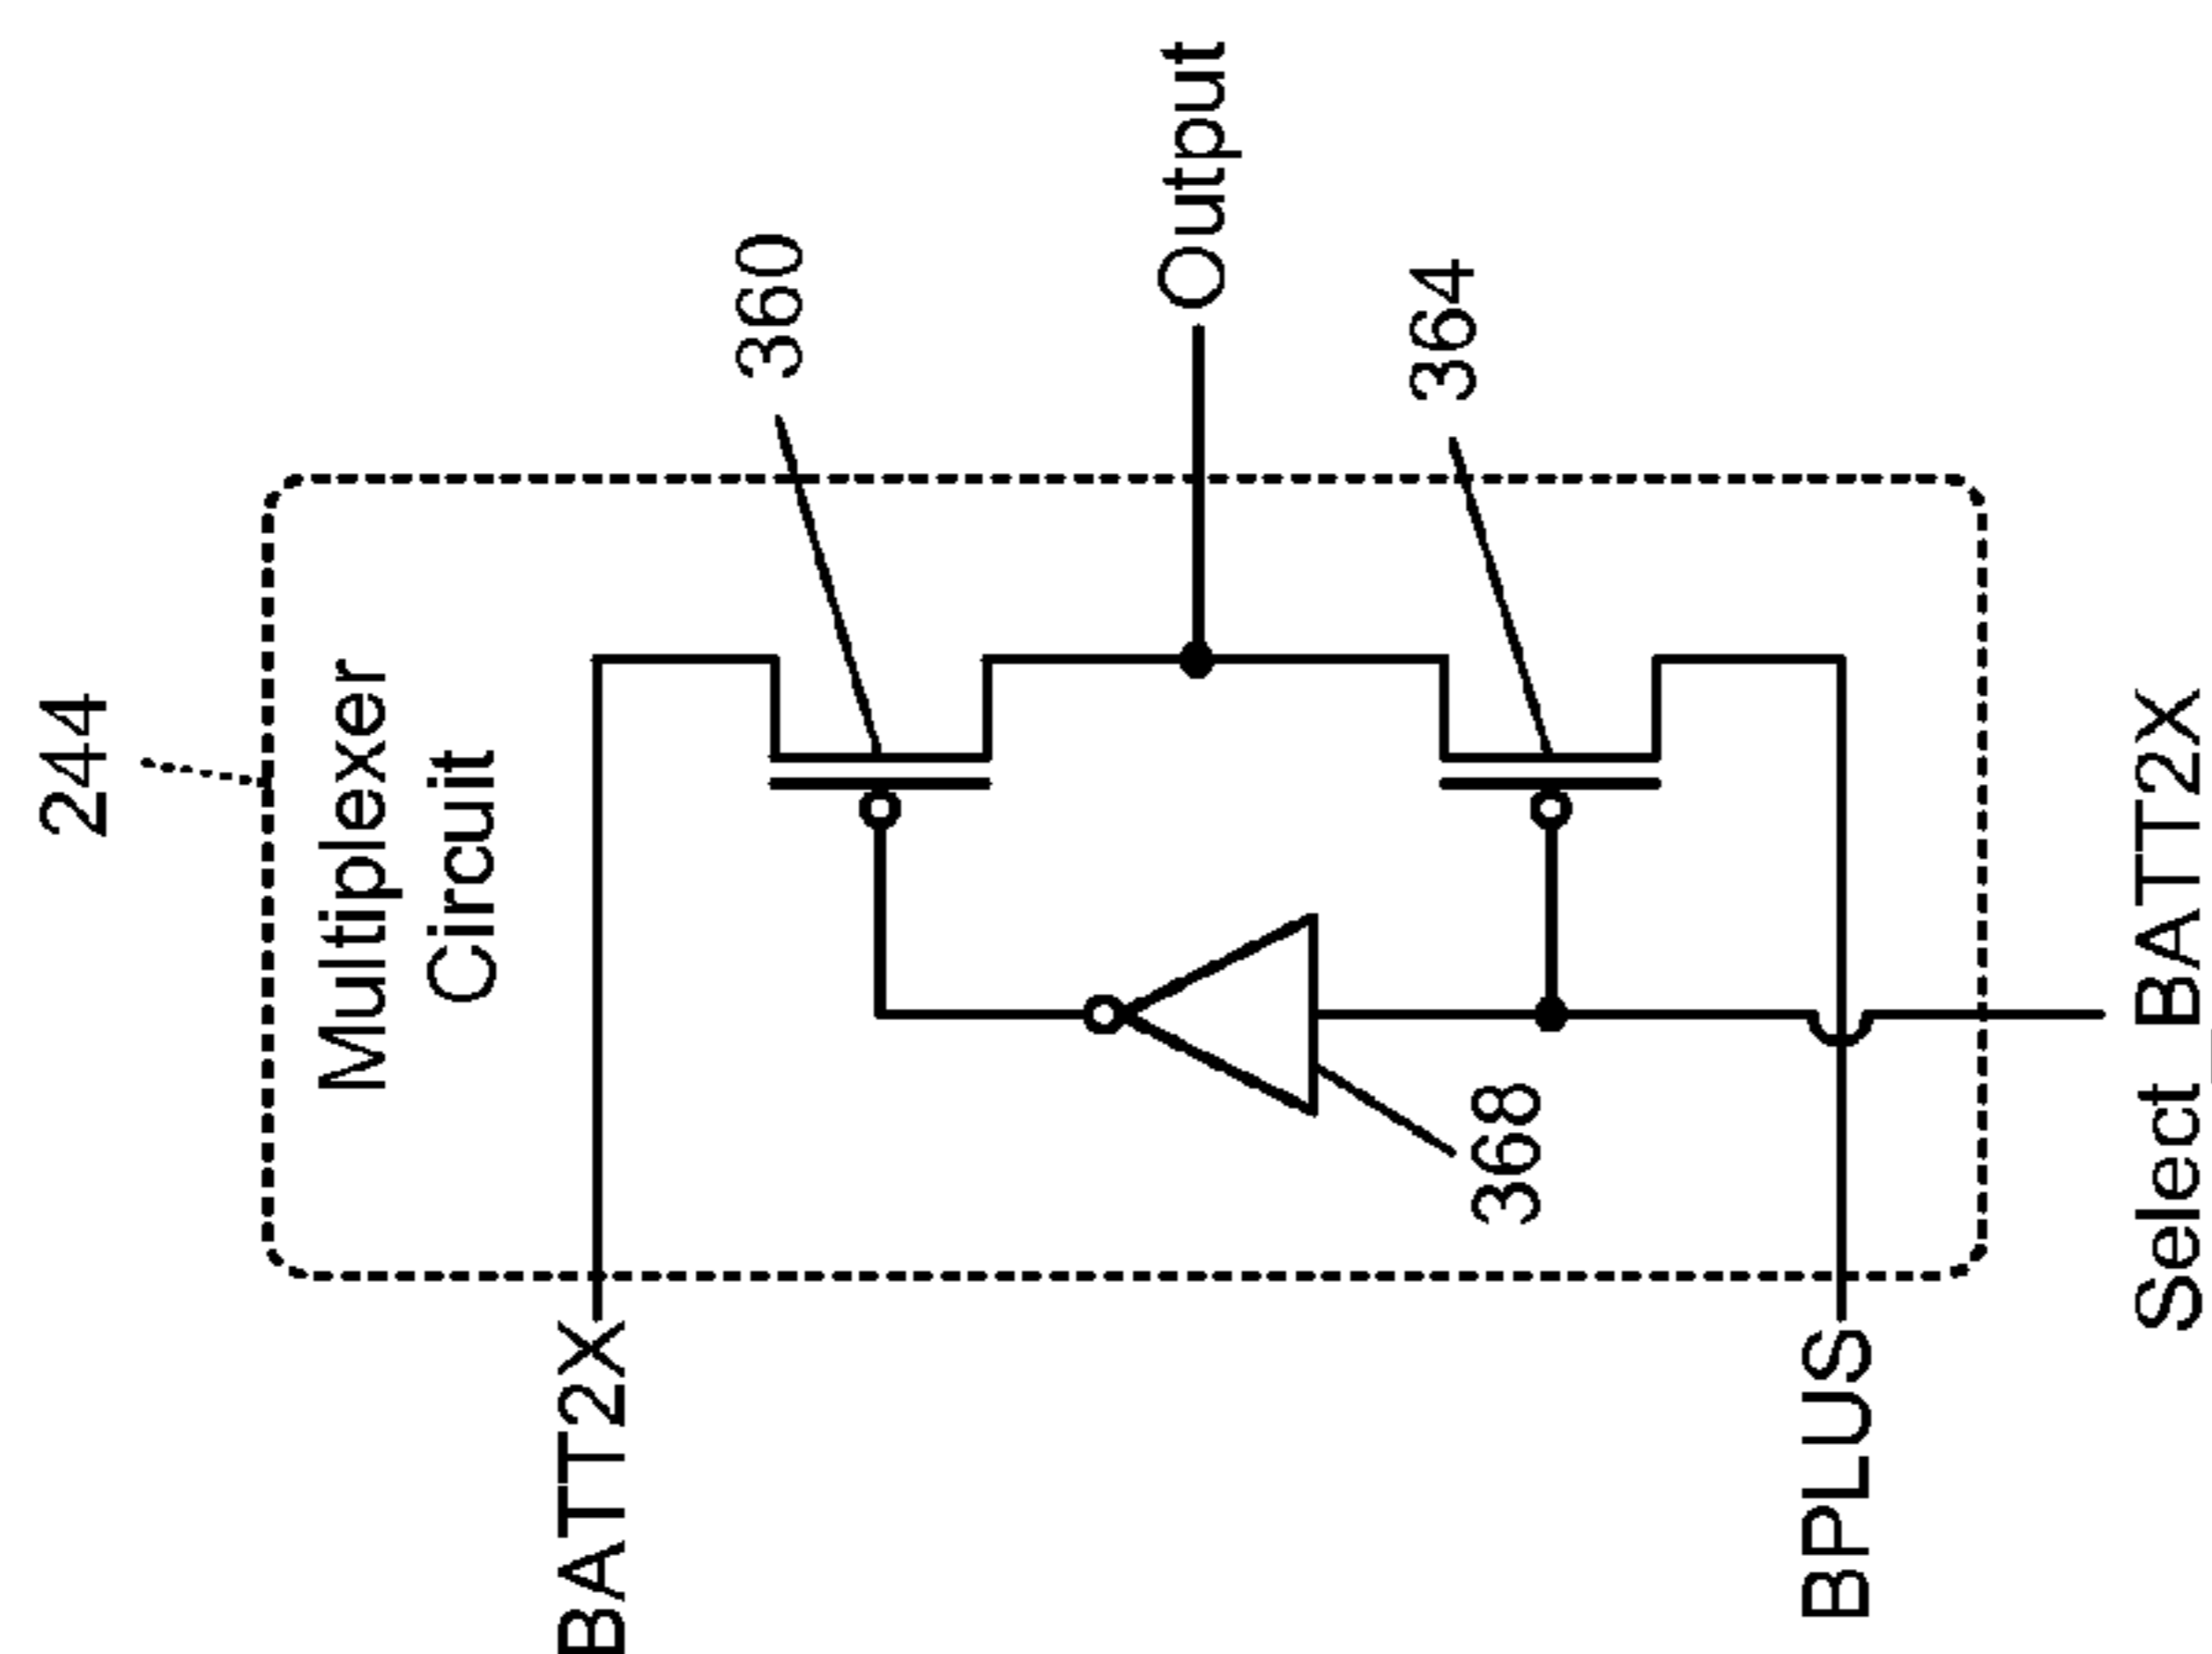 244
Multiplexer
Circuit
BATT2X
360
Output
364
368
BPLUS
Select_BATT2X